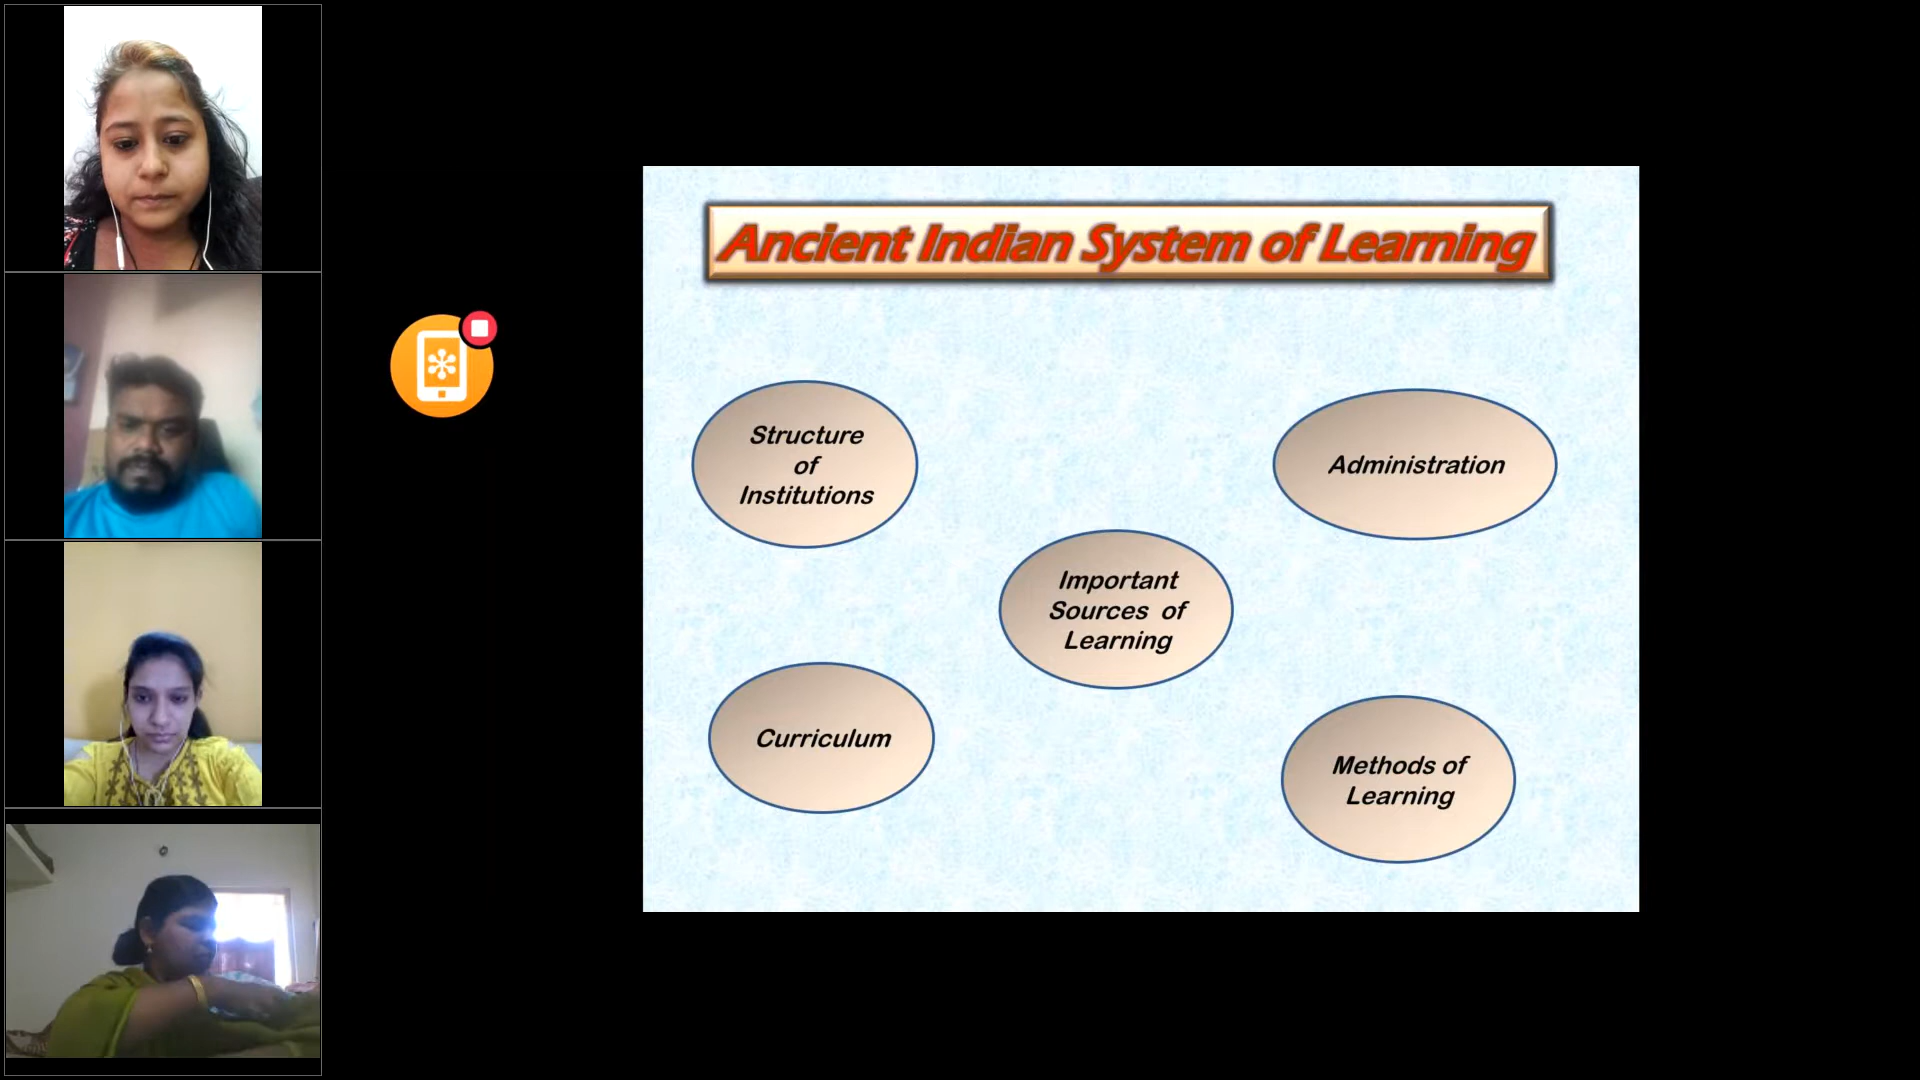 Ancient Indian System of Learning
Structure
of
Institutions
Administration
Important
Sources of
Learning
Curriculum
Methods of
Learning